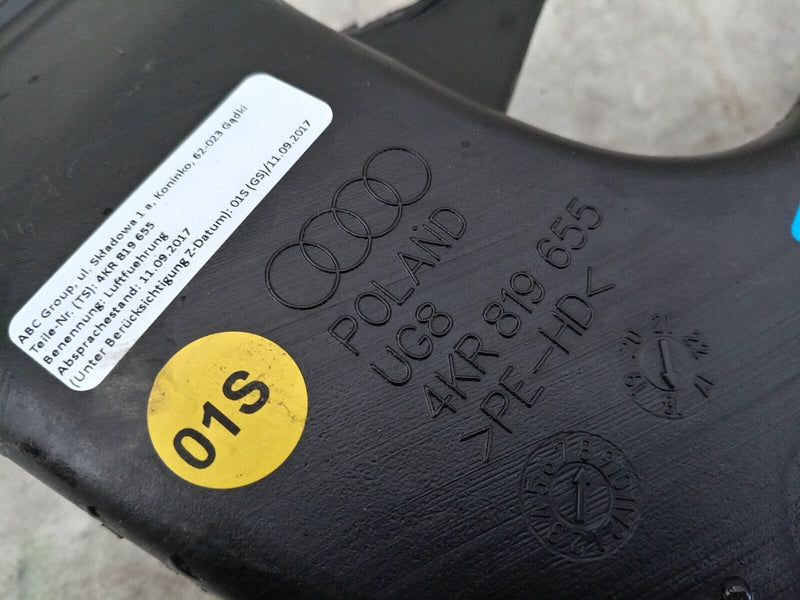 ABC Group, ul. Składowa 1 a, Koninko, 62-023 Gądki
Teile-Nr. (TS): 4KR 819 655
Benennung: Luftfuehrung
Absprachestand: 11.09.2017
(Unter Berücksichtigung Z-Datum): 01S (GS)/11.09.2017
01S
POLAND
UG8
4KR 819 655
>PE-HD<